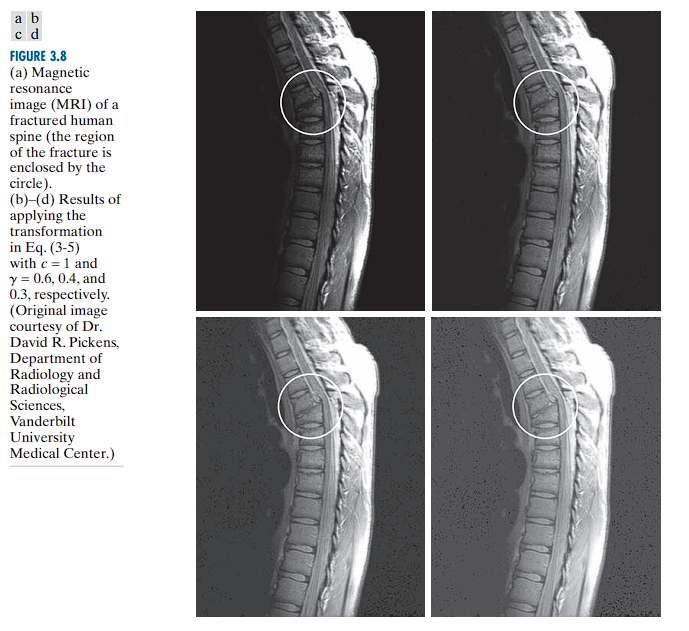 a b
c d
FIGURE 3.8
(a) Magnetic
resonance
image (MRI) of a
fractured human
spine (the region
of the fracture is
enclosed by the
circle).
(b)–(d) Results of
applying the
transformation
in Eq. (3-5)
with c = 1 and
γ = 0.6, 0.4, and
0.3, respectively.
(Original image
courtesy of Dr.
David R. Pickens,
Department of
Radiology and
Radiological
Sciences,
Vanderbilt
University
Medical Center.)